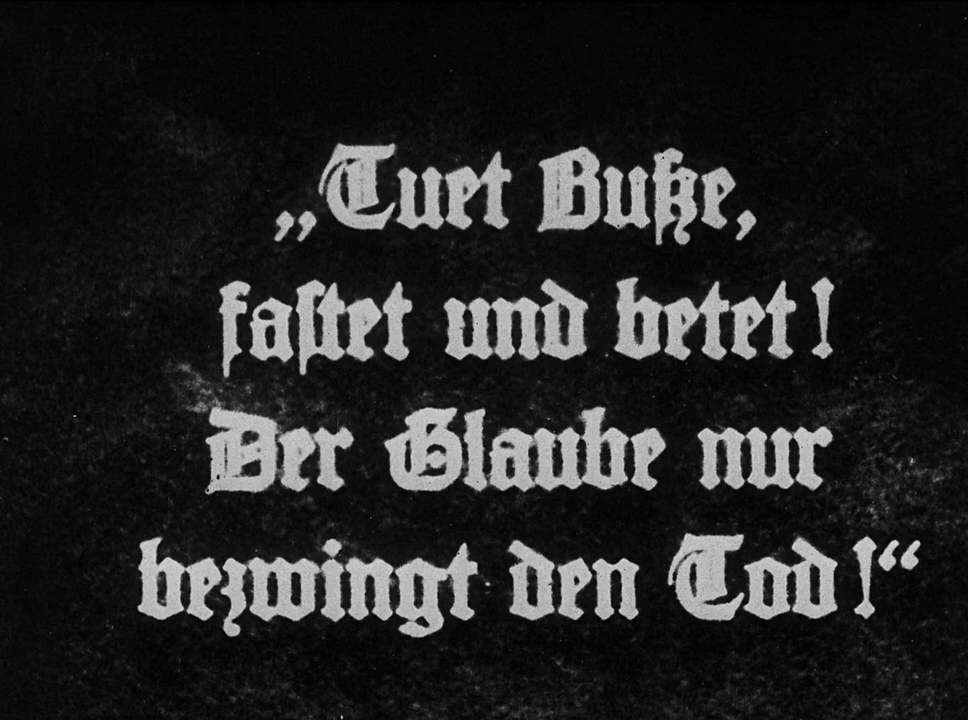 „Tuet Buße,
faſtet und betet!
Der Glaube nur
bezwingt den Tod!“